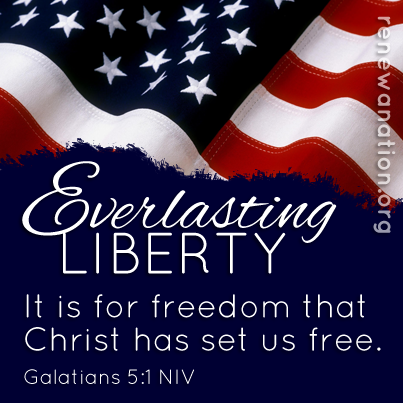 Everlasting
LIBERTY
It is for freedom that
Christ has set us free.
Galatians 5:1 NIV
renewanation.org